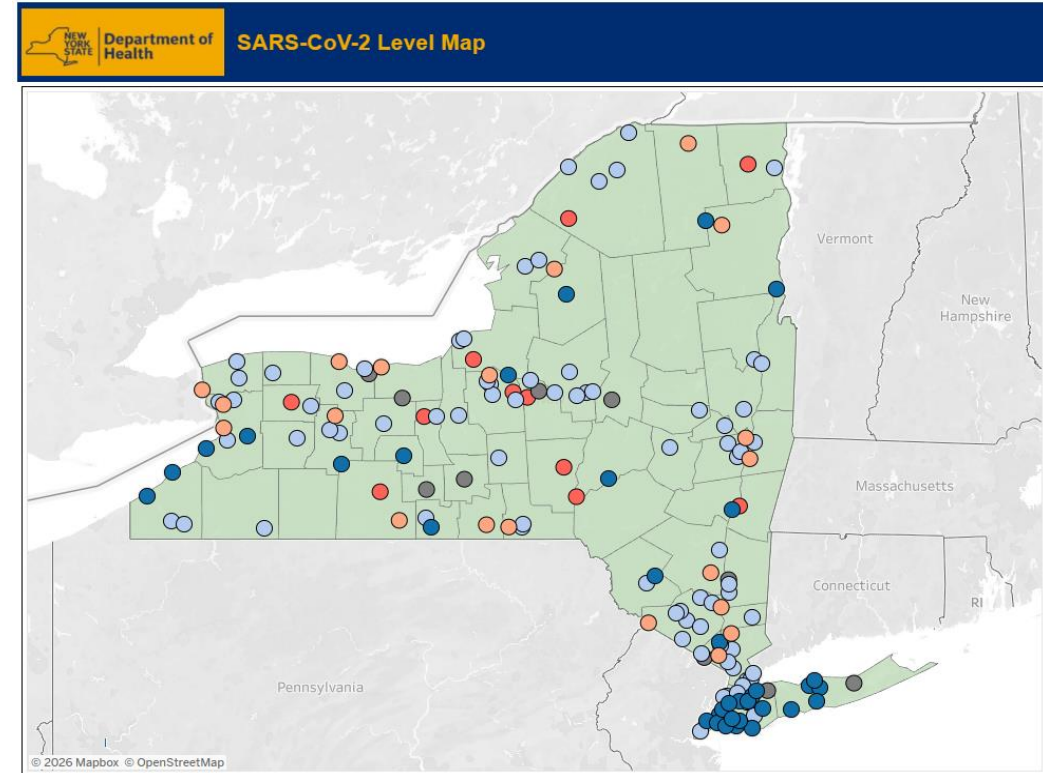 NEW
YORK
STATE
Department of
Health
SARS-CoV-2 Level Map
Vermont
New
Hampshire
Massachusetts
Connecticut
RI
Pennsylvania
© 2026 Mapbox © OpenStreetMap